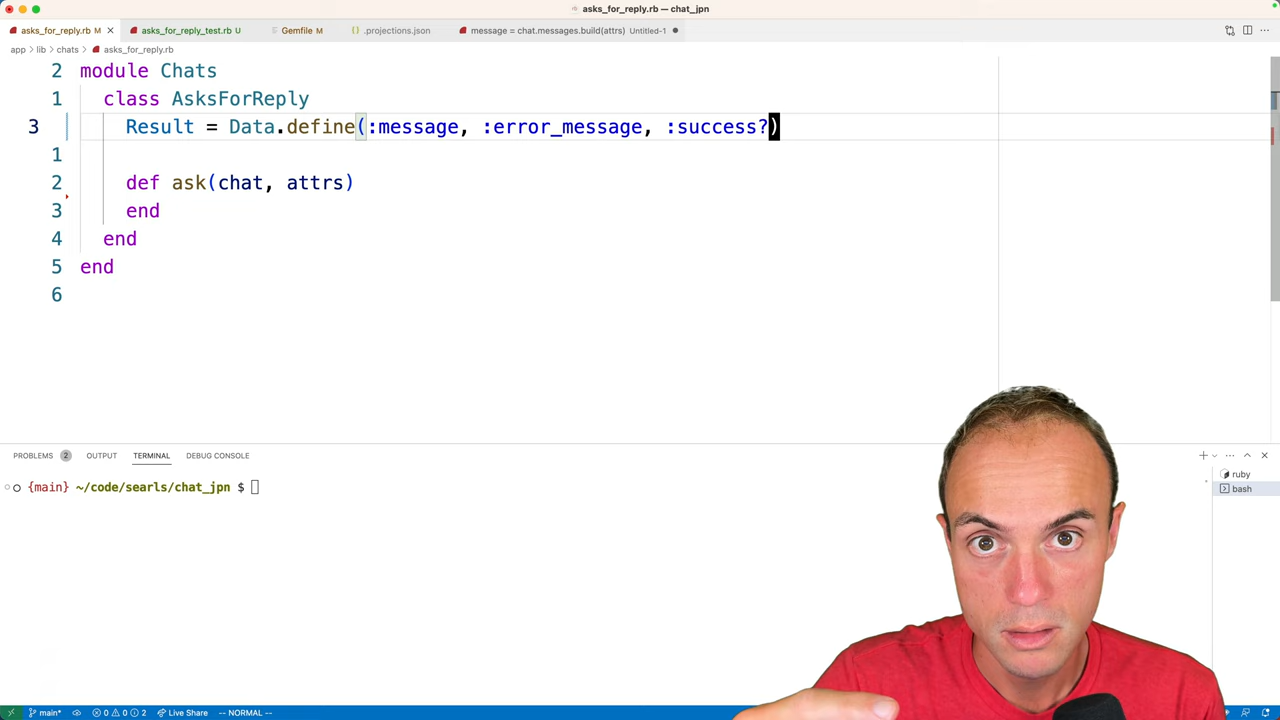 asks_for_reply.rb — chat_jpn
asks_for_reply.rb M
asks_for_reply_test.rb U
Gemfile M
.projections.json
message = chat.messages.build(attrs) Untitled-1
app lib chats asks_for_reply.rb
2 module Chats
1 class AsksForReply
3 Result = Data.define(:message, :error_message, :success?)
1
2 def ask(chat, attrs)
3 end
4 end
5 end
6
PROBLEMS 2 OUTPUT TERMINAL DEBUG CONSOLE
{main} ~/code/searls/chat_jpn $
ruby
bash
main* 0 0 2 Live Share -- NORMAL --